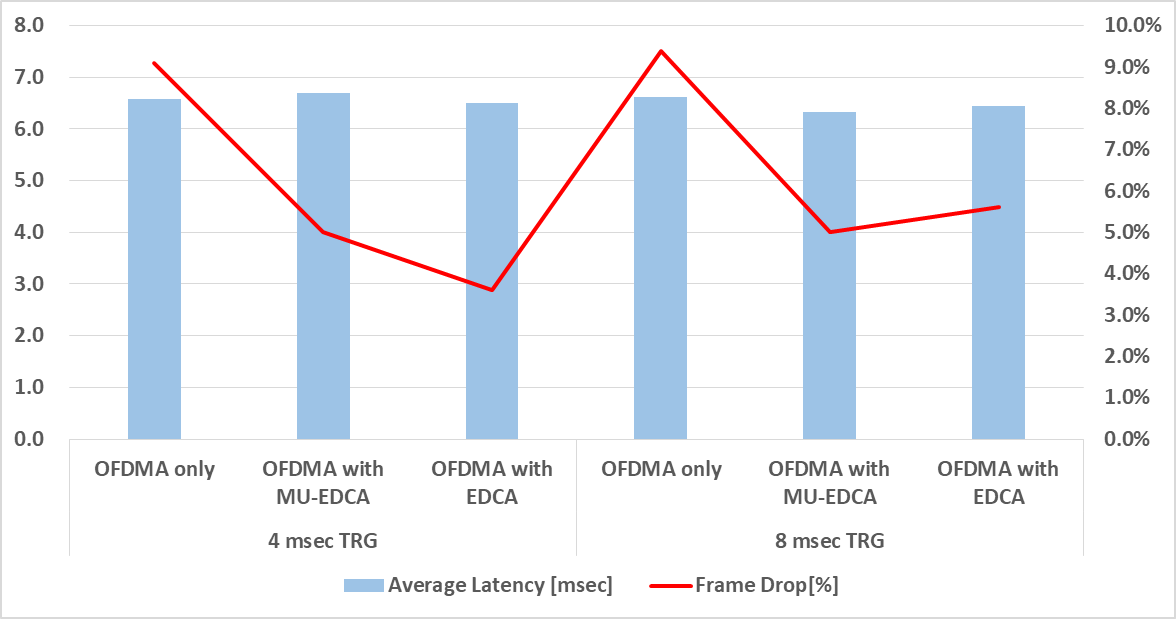 8.0
7.0
6.0
5.0
4.0
3.0
2.0
1.0
0.0
10.0%
9.0%
8.0%
7.0%
6.0%
5.0%
4.0%
3.0%
2.0%
1.0%
0.0%
OFDMA only
OFDMA with
MU-EDCA
OFDMA with
EDCA
OFDMA only
OFDMA with
MU-EDCA
OFDMA with
EDCA
4 msec TRG
8 msec TRG
Average Latency [msec]
Frame Drop[%]